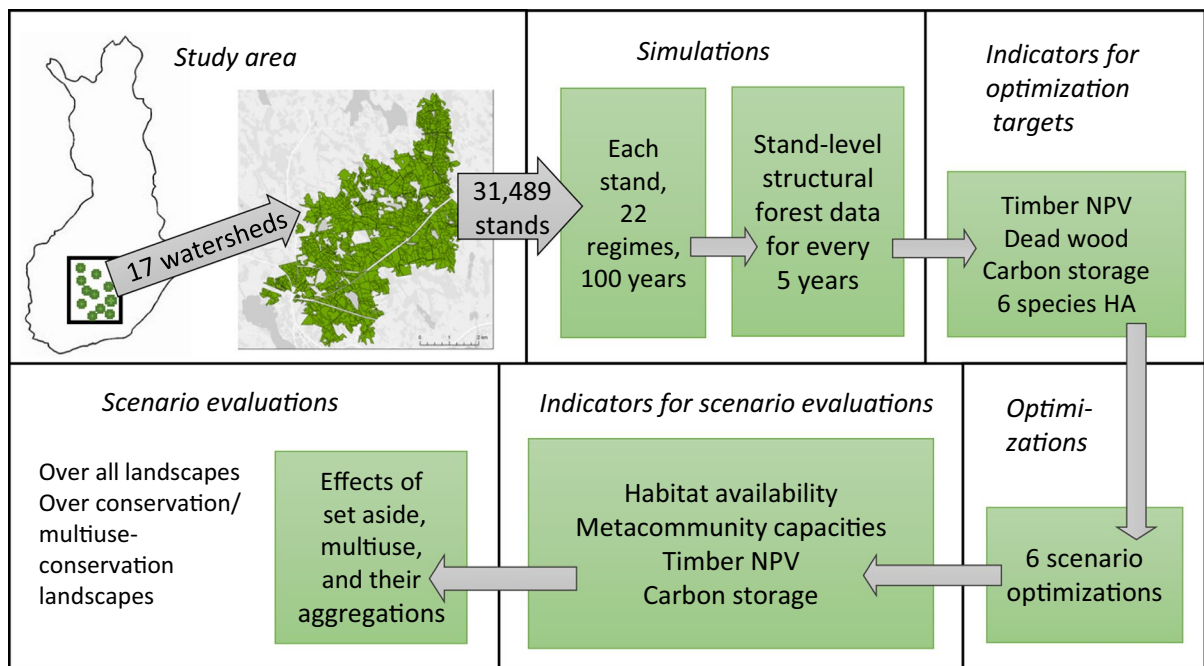 Study area
17 watersheds
31,489
stands
Simulations
Each
stand,
22
regimes,
100 years
Stand-level
structural
forest data
for every
5 years
Indicators for
optimization
targets
Timber NPV
Dead wood
Carbon storage
6 species HA
Optimi-
zations
6 scenario
optimizations
Indicators for scenario evaluations
Habitat availability
Metacommunity capacities
Timber NPV
Carbon storage
Scenario evaluations
Effects of
set aside,
multiuse,
and their
aggregations
Over all landscapes
Over conservation/
multiuse-
conservation
landscapes